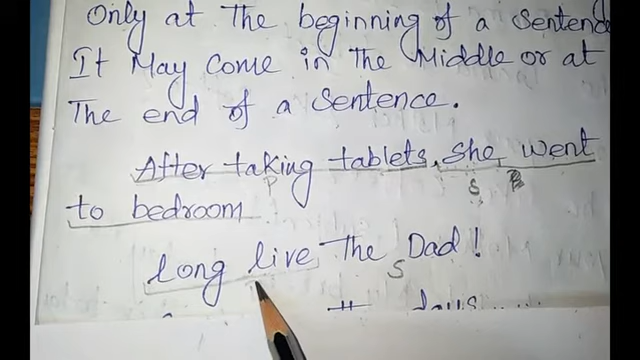 Only at The beginning of a Sentence
It May Come in The Middle or at
The end of a Sentence.
After taking tablets, she went
P S P
to bedroom
Long live The Dad!
S
days.....